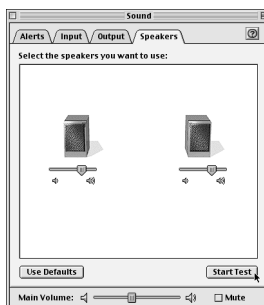 Sound
Alerts Input Output Speakers
Select the speakers you want to use:
Use Defaults Start Test
Main Volume: Mute